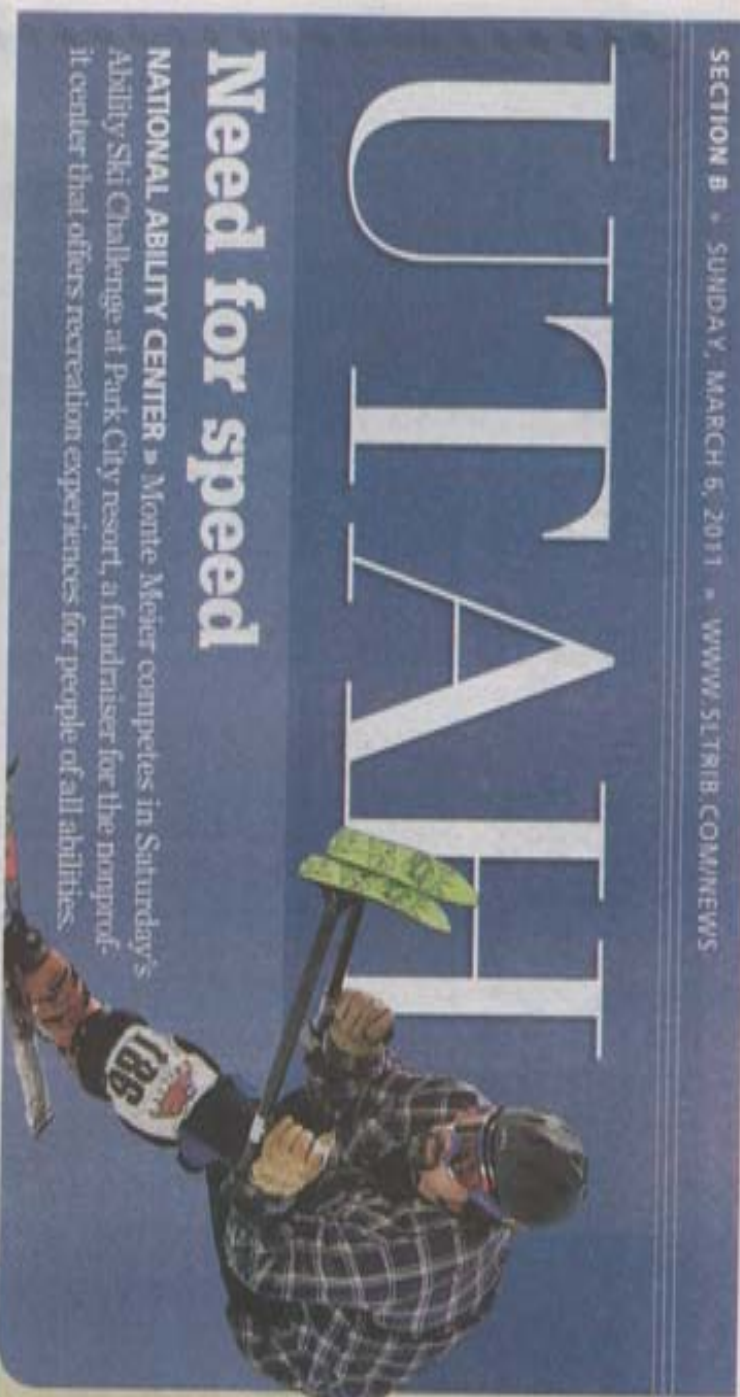 SECTION B » SUNDAY, MARCH 6, 2011 » WWW.SLTRIB.COM/NEWS
UTAH
Need for speed
NATIONAL ABILITY CENTER » Monte Meier competes in Saturday's
Ability Ski Challenge at Park City resort, a fundraiser for the nonprof-
it center that offers recreation experiences for people of all abilities.
186